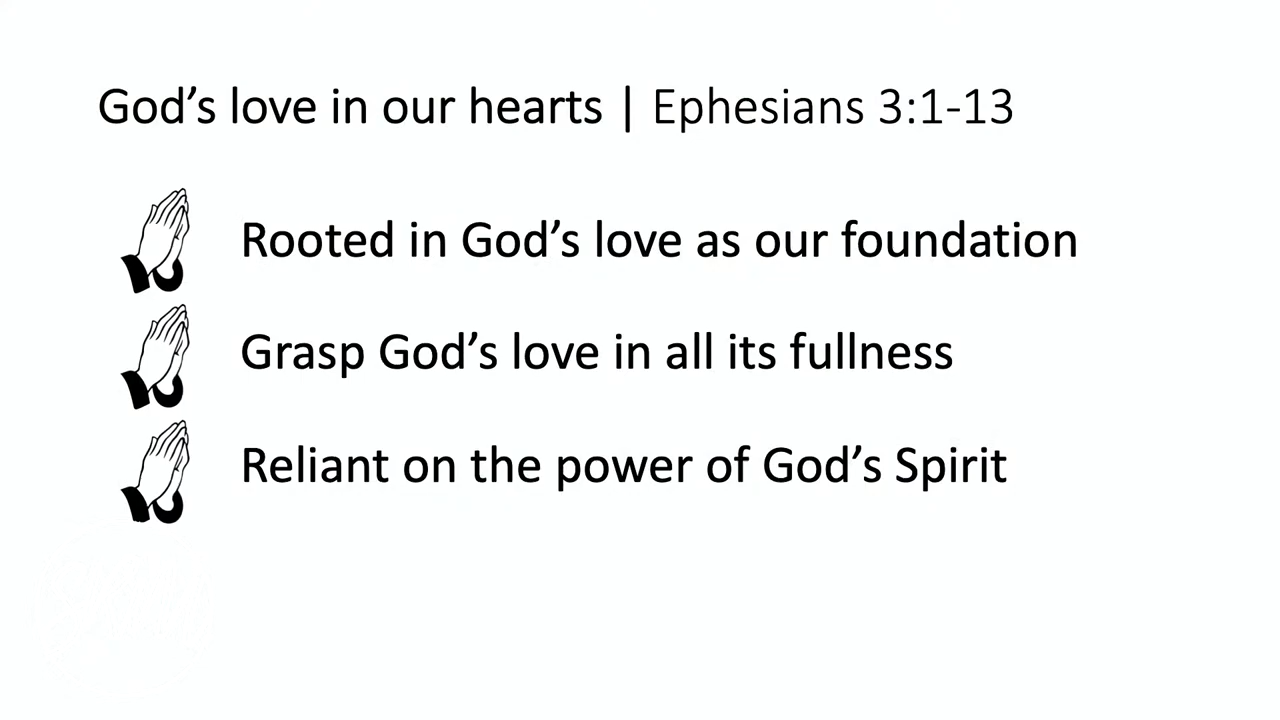 God’s love in our hearts | Ephesians 3:1-13
Rooted in God’s love as our foundation
Grasp God’s love in all its fullness
Reliant on the power of God’s Spirit